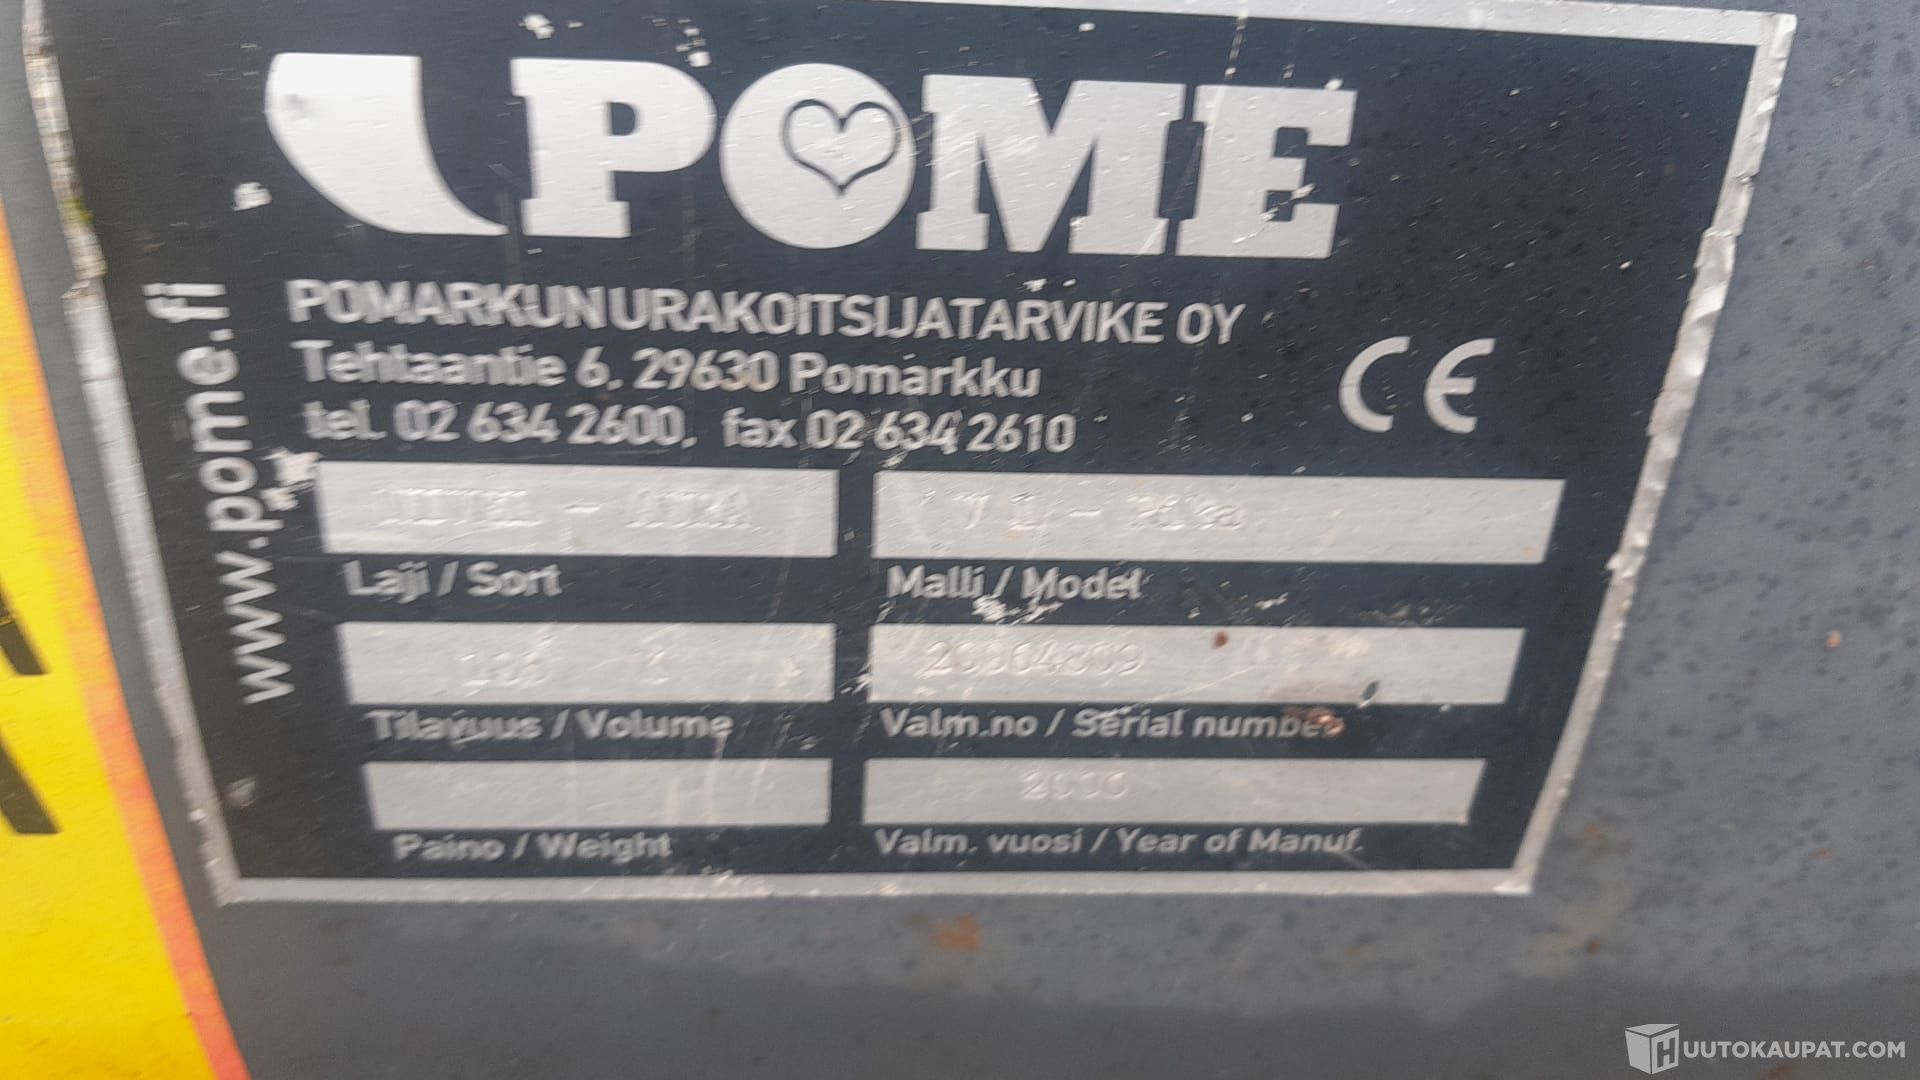 POME
POMARKUN URAKOITSIJATARVIKE OY
Tehtaantie 6, 29630 Pomarkku
tel. 02 634 2600, fax 02 634 2610
CE
www.pome.fi
NIVEL - AURA
Laji / Sort
Malli / Model
Tilavuus / Volume
Valm.no / Serial number
Paino / Weight
Valm. vuosi / Year of Manuf.
HUUTOKAUPAT.COM